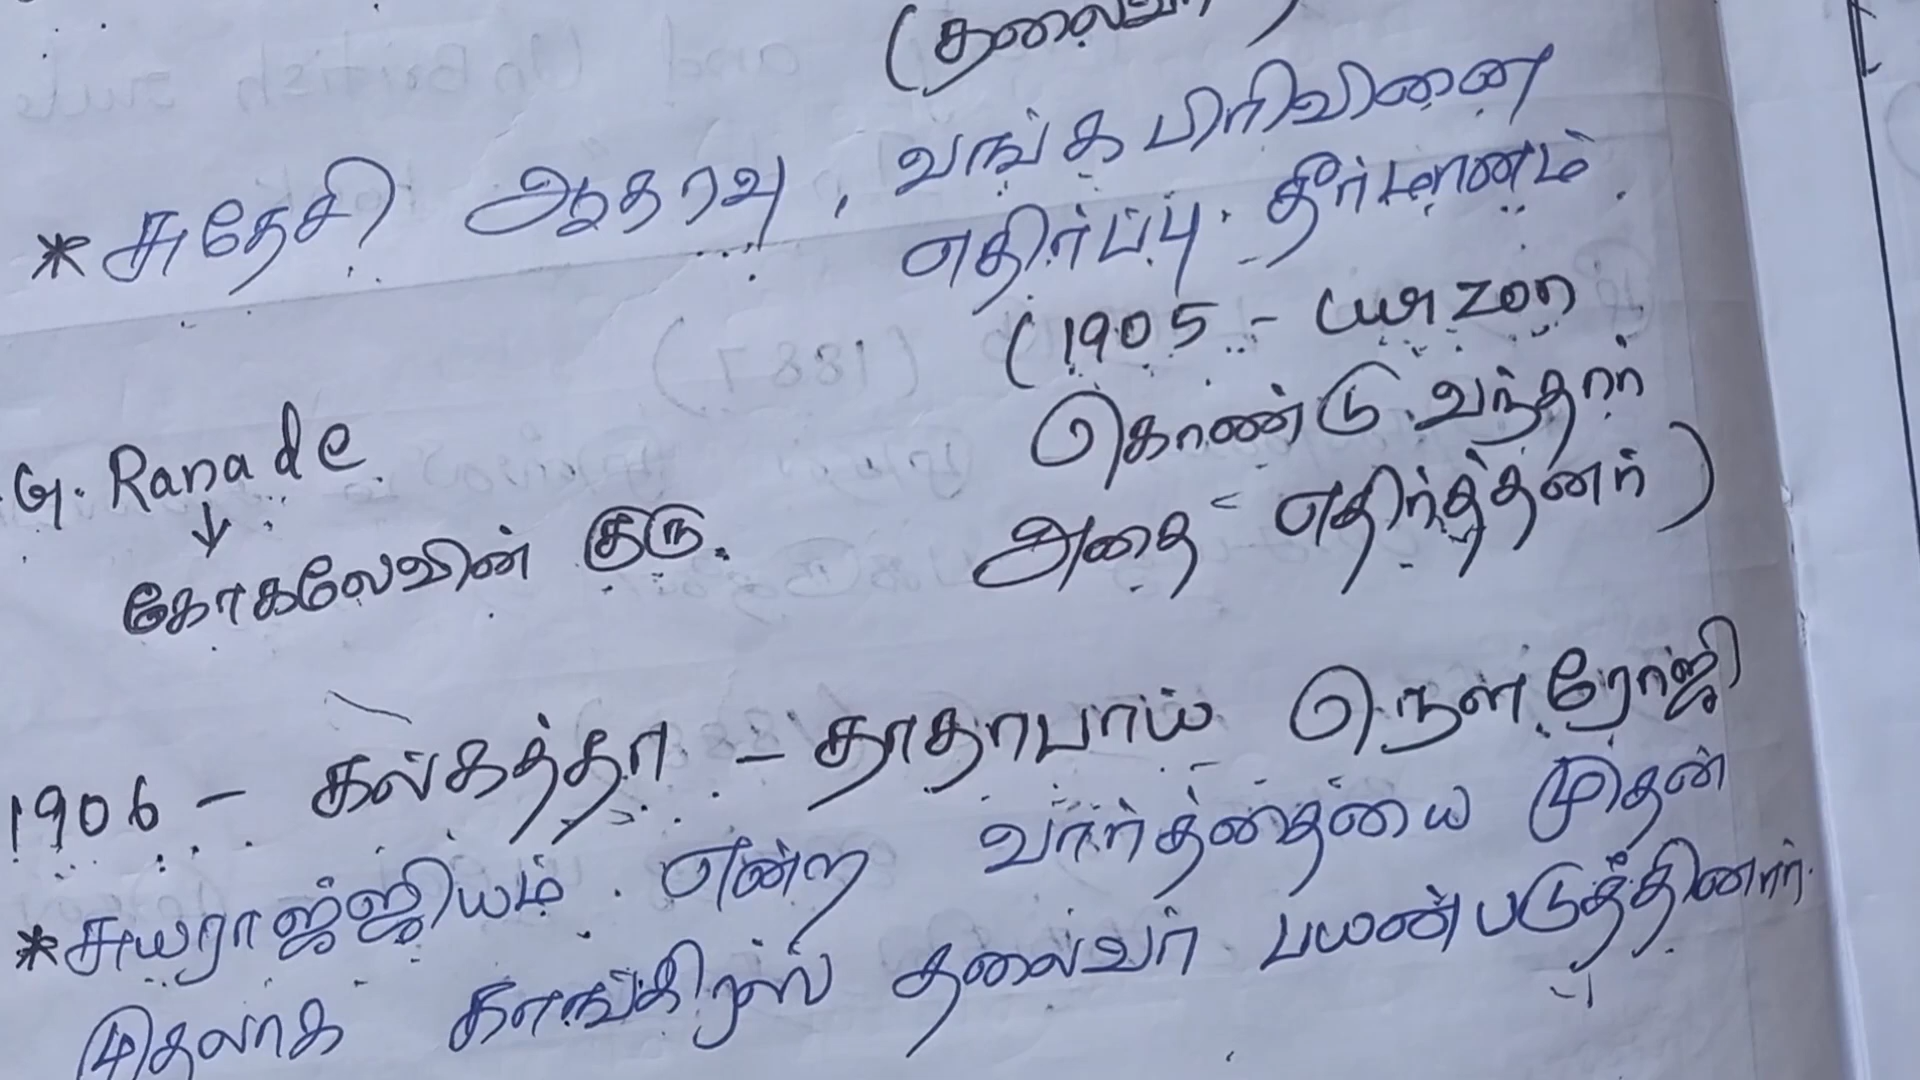 (தலைவர்)
* சுதேசி ஆதரவு, வங்க பிரிவினை
எதிர்ப்பு தீர்மானம்.
(1905 - Curzon
கொண்டு வந்தார்
அதை எதிர்த்தனர்)
G. Ranade
↓
கோகலேவின் குரு.
1906 - கல்கத்தா - தாதாபாய் நௌரோஜி
* சுயராஜ்ஜியம் என்ற வார்த்தையை முதன்
முதலாக காங்கிரஸ் தலைவர் பயன்படுத்தினார்.